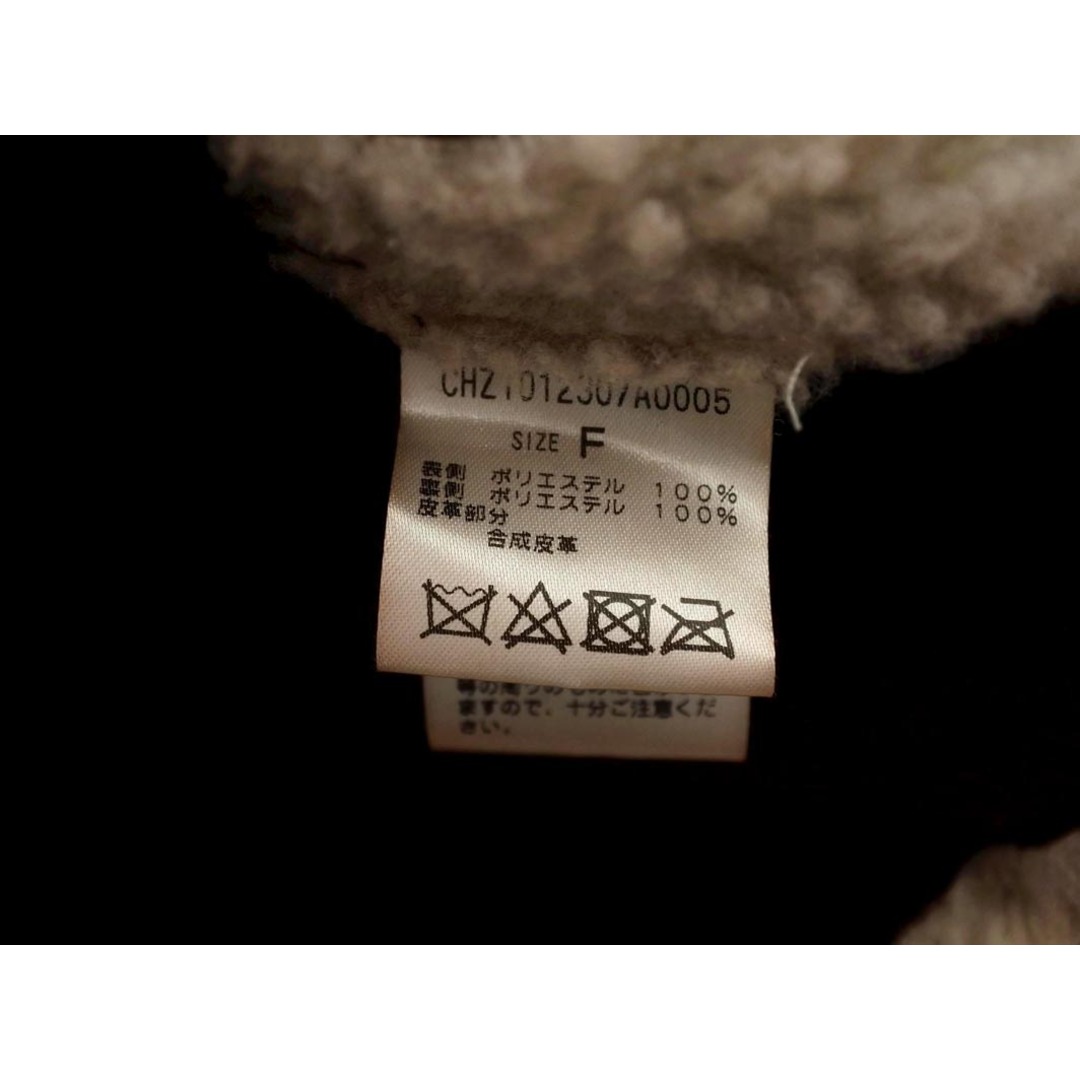 CHZ1012307A0005
SIZE F
表側 ポリエステル 100%
裏側 ポリエステル 100%
皮革部分
合成皮革
ますので、十分ご注意くだ
さい。